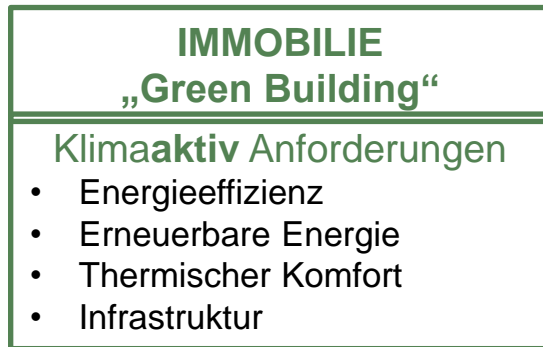 IMMOBILIE
„Green Building“
Klimaaktiv Anforderungen
• Energieeffizienz
• Erneuerbare Energie
• Thermischer Komfort
• Infrastruktur